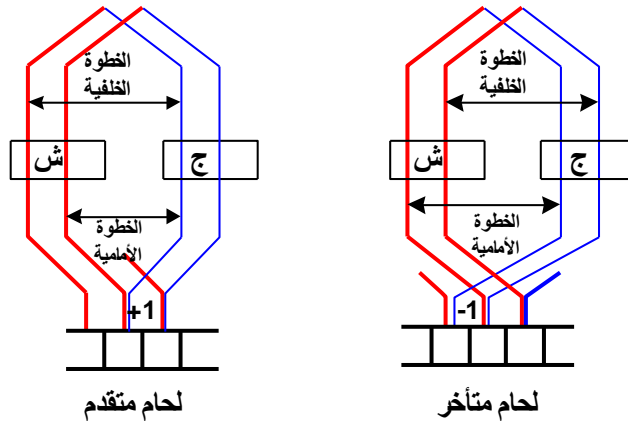 الخطوة
الخلفية
ش
ج
الخطوة
الأمامية
+1
لحام متقدم
الخطوة
الخلفية
ش
ج
الخطوة
الأمامية
-1
لحام متأخر